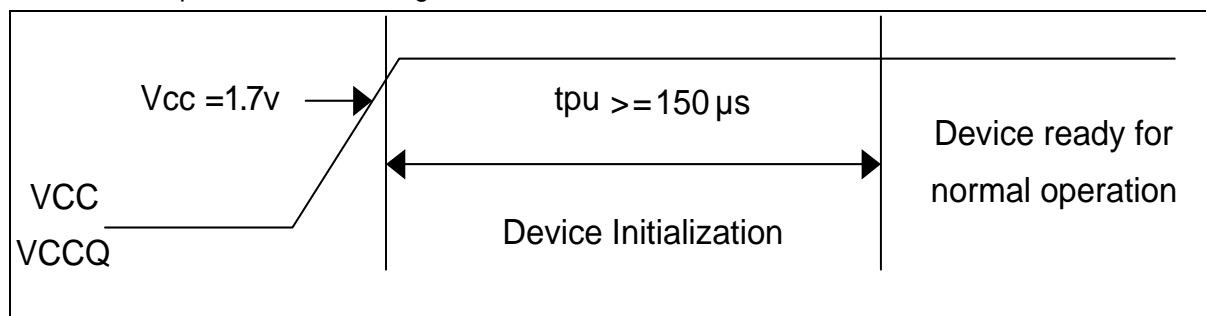 Vcc =1.7v
tpu >=150 µs
Device ready for
normal operation
VCC
VCCQ
Device Initialization